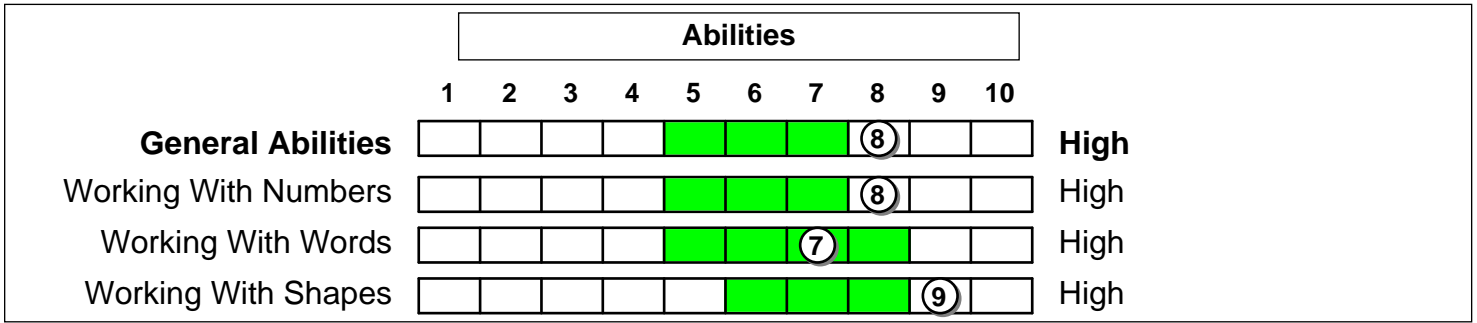 Abilities
1 2 3 4 5 6 7 8 9 10
General Abilities 8 High
Working With Numbers 8 High
Working With Words 7 High
Working With Shapes 9 High